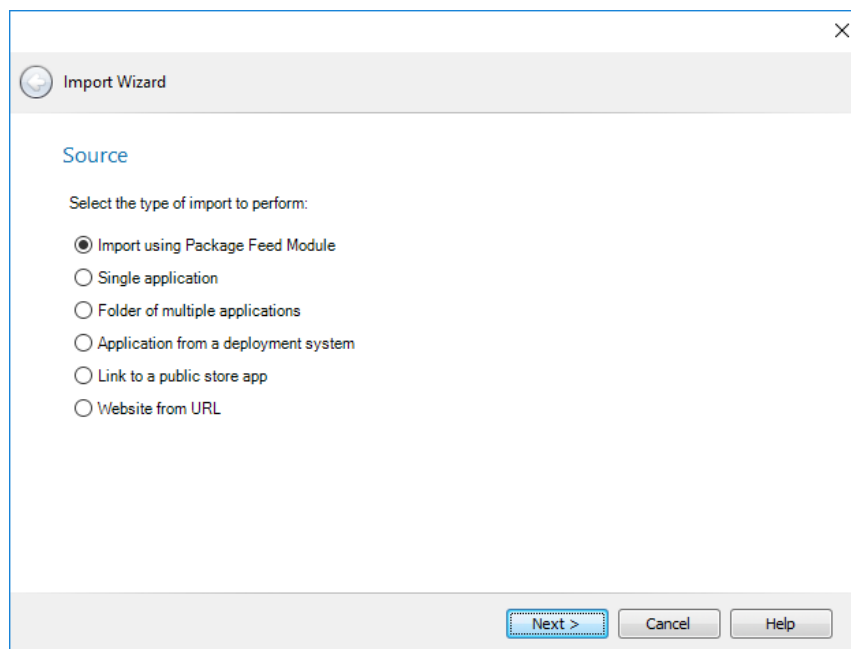 Import Wizard
Source
Select the type of import to perform:
Import using Package Feed Module
Single application
Folder of multiple applications
Application from a deployment system
Link to a public store app
Website from URL
Next > Cancel Help